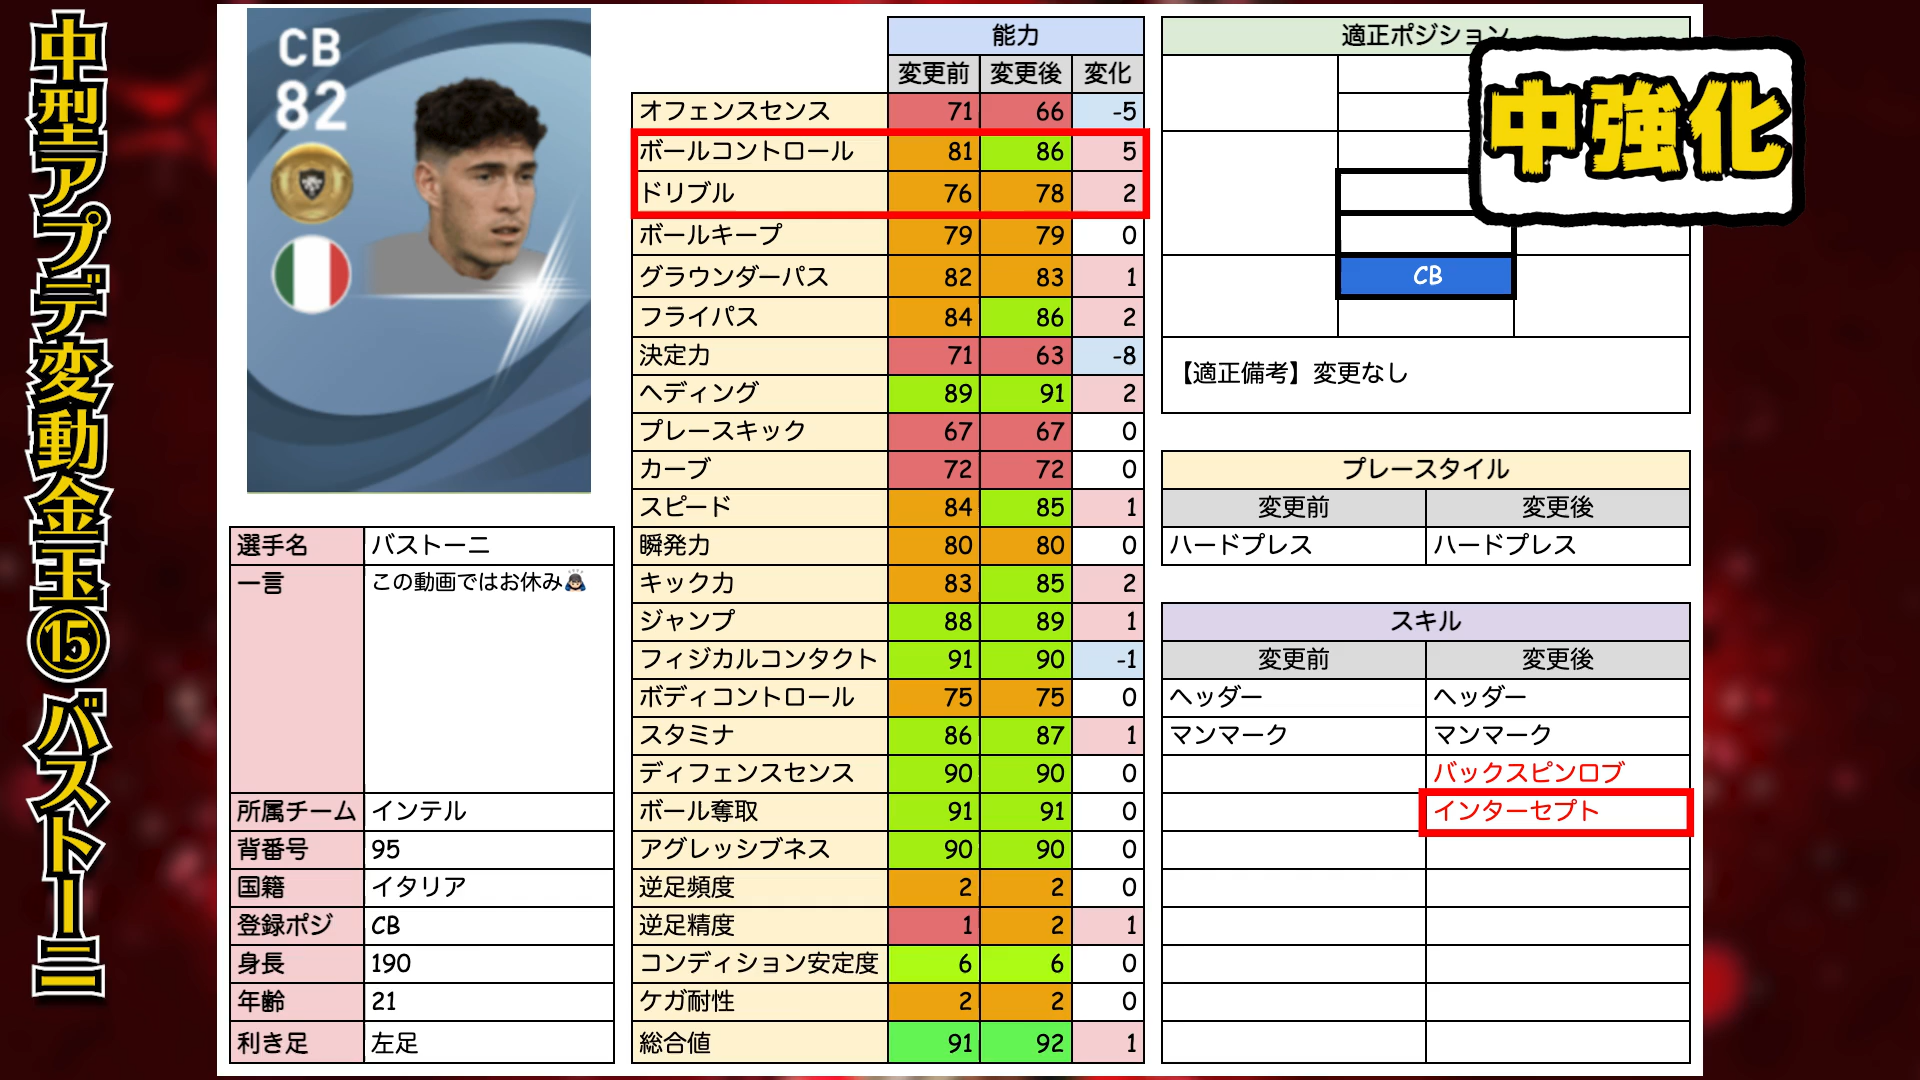 中型アプデ変動金玉⑮バストーニ
CB
82
選手名 バストーニ
一言 この動画ではお休み🙇🏻‍♂️
所属チーム インテル
背番号 95
国籍 イタリア
登録ポジ CB
身長 190
年齢 21
利き足 左足
能力
変更前 変更後 変化
オフェンスセンス 71 66 -5
ボールコントロール 81 86 5
ドリブル 76 78 2
ボールキープ 79 79 0
グラウンダーパス 82 83 1
フライパス 84 86 2
決定力 71 63 -8
ヘディング 89 91 2
プレースキック 67 67 0
カーブ 72 72 0
スピード 84 85 1
瞬発力 80 80 0
キック力 83 85 2
ジャンプ 88 89 1
フィジカルコンタクト 91 90 -1
ボディコントロール 75 75 0
スタミナ 86 87 1
ディフェンスセンス 90 90 0
ボール奪取 91 91 0
アグレッシブネス 90 90 0
逆足頻度 2 2 0
逆足精度 1 2 1
コンディション安定度 6 6 0
ケガ耐性 2 2 0
総合値 91 92 1
適正ポジション
中強化
CB
【適正備考】変更なし
プレースタイル
変更前 変更後
ハードプレス ハードプレス
スキル
変更前 変更後
ヘッダー ヘッダー
マンマーク マンマーク
バックスピンロブ
インターセプト